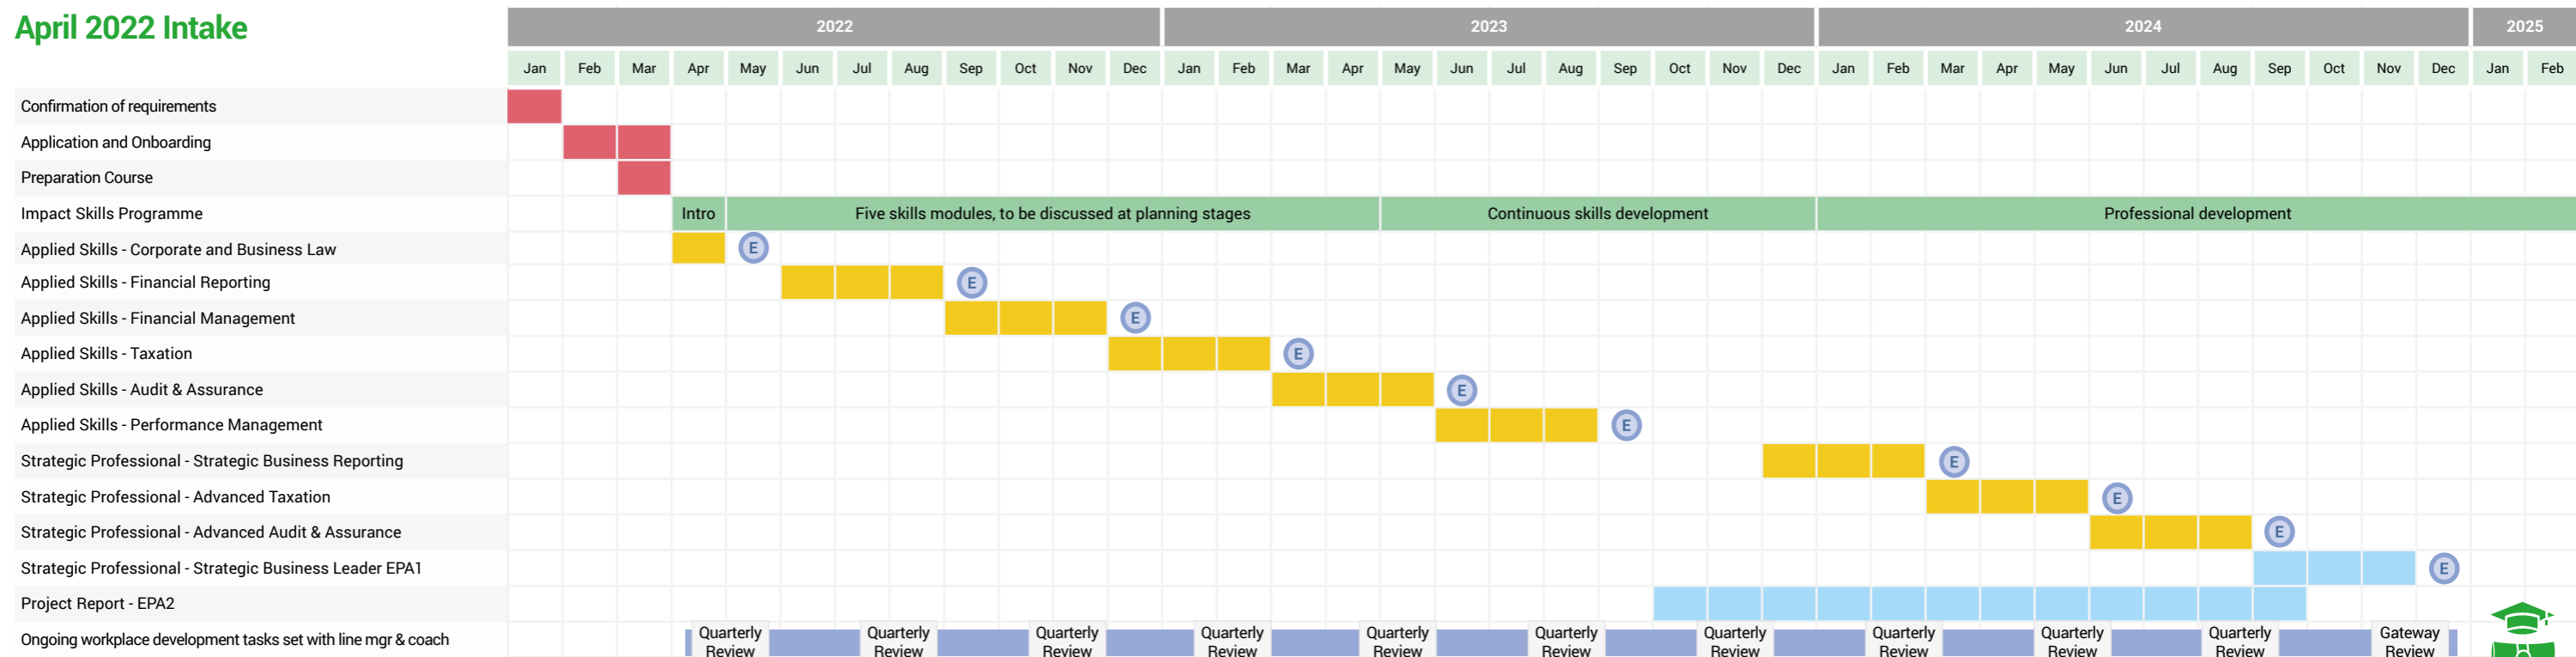 April 2022 Intake
2022 2023 2024 2025
Jan Feb Mar Apr May Jun Jul Aug Sep Oct Nov Dec Jan Feb Mar Apr May Jun Jul Aug Sep Oct Nov Dec Jan Feb Mar Apr May Jun Jul Aug Sep Oct Nov Dec Jan Feb
Confirmation of requirements
Application and Onboarding
Preparation Course
Impact Skills Programme Intro Five skills modules, to be discussed at planning stages Continuous skills development Professional development
Applied Skills - Corporate and Business Law E
Applied Skills - Financial Reporting E
Applied Skills - Financial Management E
Applied Skills - Taxation E
Applied Skills - Audit & Assurance E
Applied Skills - Performance Management E
Strategic Professional - Strategic Business Reporting E
Strategic Professional - Advanced Taxation E
Strategic Professional - Advanced Audit & Assurance E
Strategic Professional - Strategic Business Leader EPA1 E
Project Report - EPA2
Ongoing workplace development tasks set with line mgr & coach
Quarterly Quarterly Quarterly Quarterly Quarterly Quarterly Quarterly Quarterly Quarterly Quarterly Gateway
Review Review Review Review Review Review Review Review Review Review Review